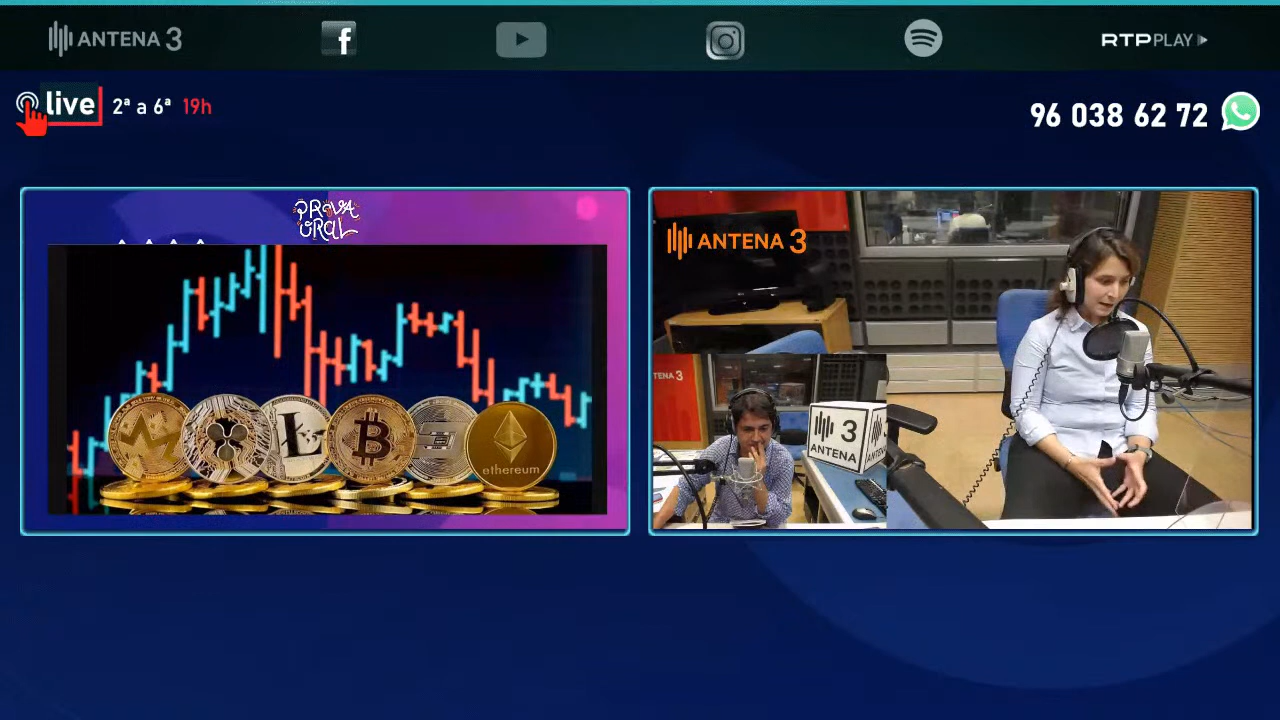 ANTENA 3
f
RTP PLAY
live 2ª a 6ª 19h
96 038 62 72
PROVA
ORAL
ethereum
ANTENA 3
TENA 3
3
ANTENA